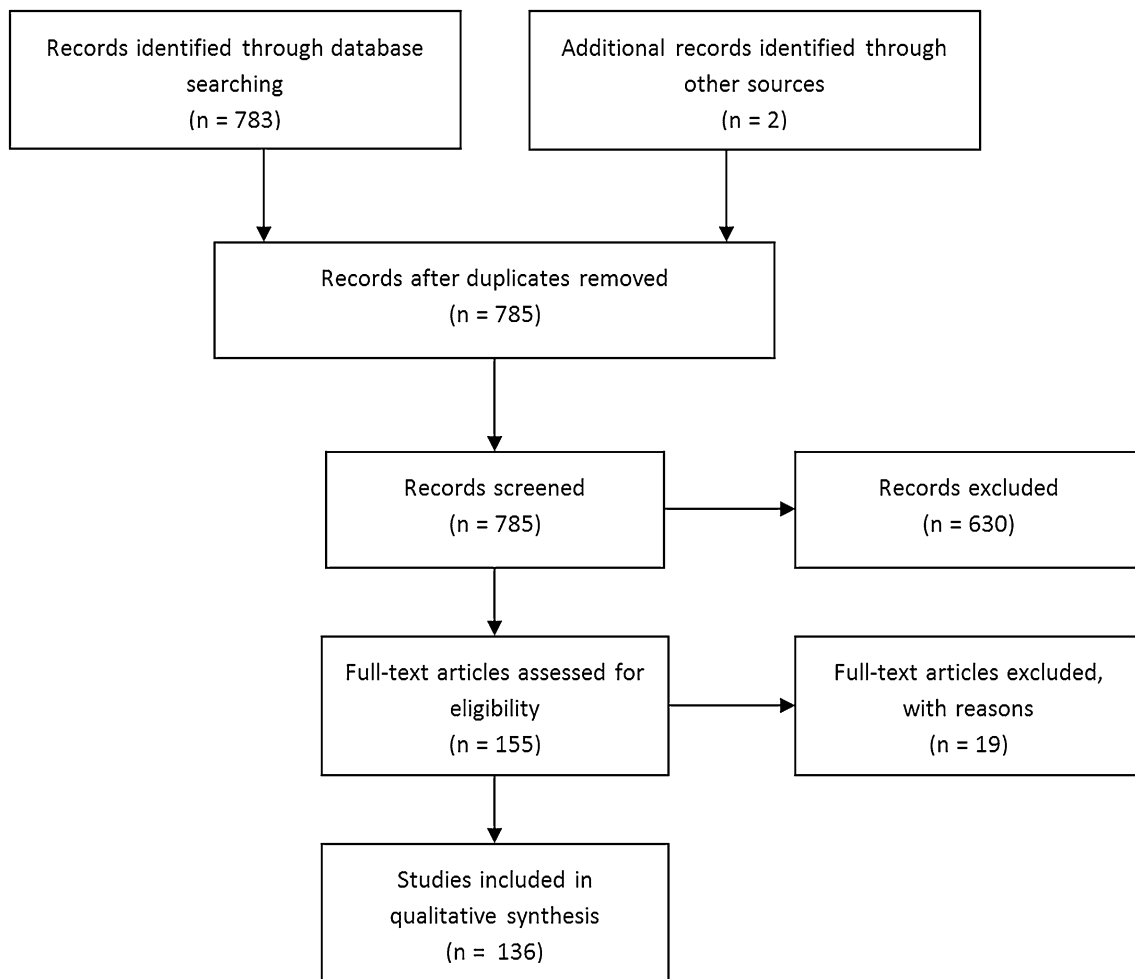 Records identified through database
searching
(n = 783)
Additional records identified through
other sources
(n = 2)
Records after duplicates removed
(n = 785)
Records screened
(n = 785)
Records excluded
(n = 630)
Full-text articles assessed for
eligibility
(n = 155)
Full-text articles excluded,
with reasons
(n = 19)
Studies included in
qualitative synthesis
(n = 136)